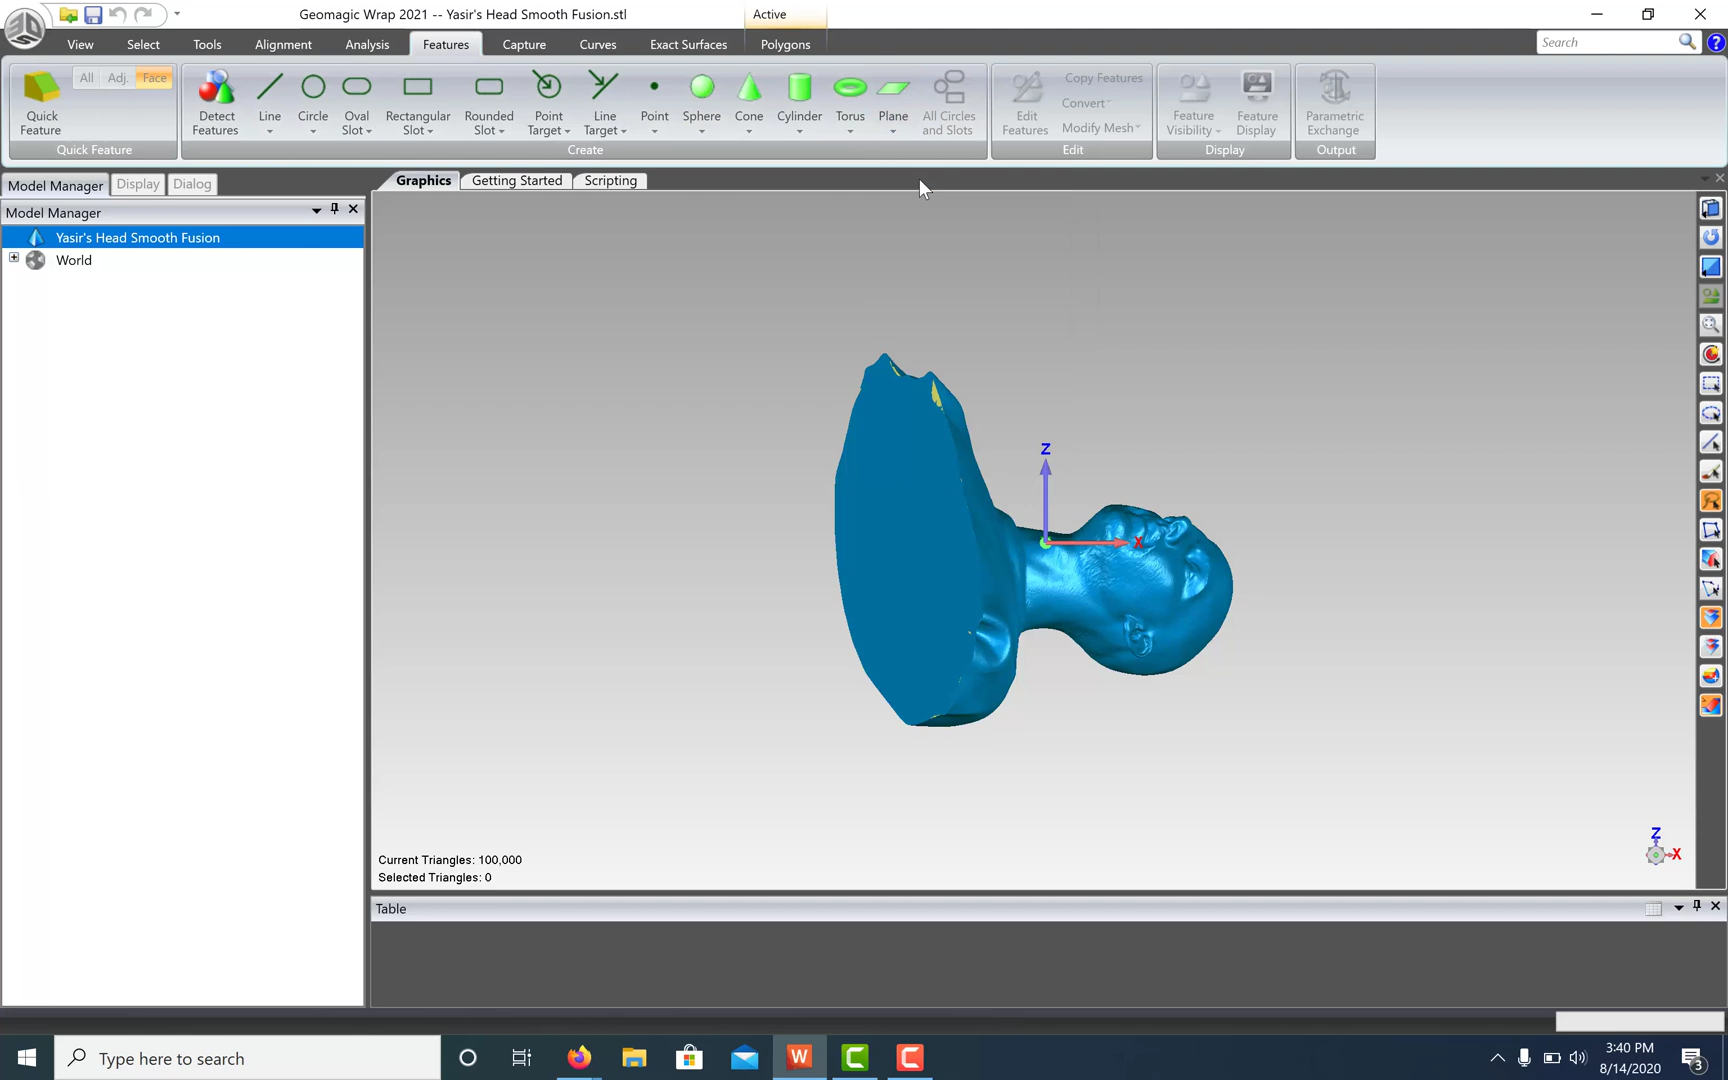 Geomagic Wrap 2021 -- Yasir's Head Smooth Fusion.stl
Active
View Select Tools Alignment Analysis Features Capture Curves Exact Surfaces Polygons
Search
All Adj. Face
Quick Feature
Detect Features
Line
Circle
Oval Slot
Rectangular Slot
Rounded Slot
Point Target
Line Target
Point
Sphere
Cone
Cylinder
Torus
Plane
All Circles and Slots
Edit Features
Copy Features
Convert
Modify Mesh
Feature Visibility
Feature Display
Parametric Exchange
Quick Feature Create Edit Display Output
Model Manager Display Dialog
Graphics Getting Started Scripting
Model Manager
Yasir's Head Smooth Fusion
World
Z
X
Z
X
Current Triangles: 100,000
Selected Triangles: 0
Table
Type here to search
W
C
C
3:40 PM
8/14/2020
3